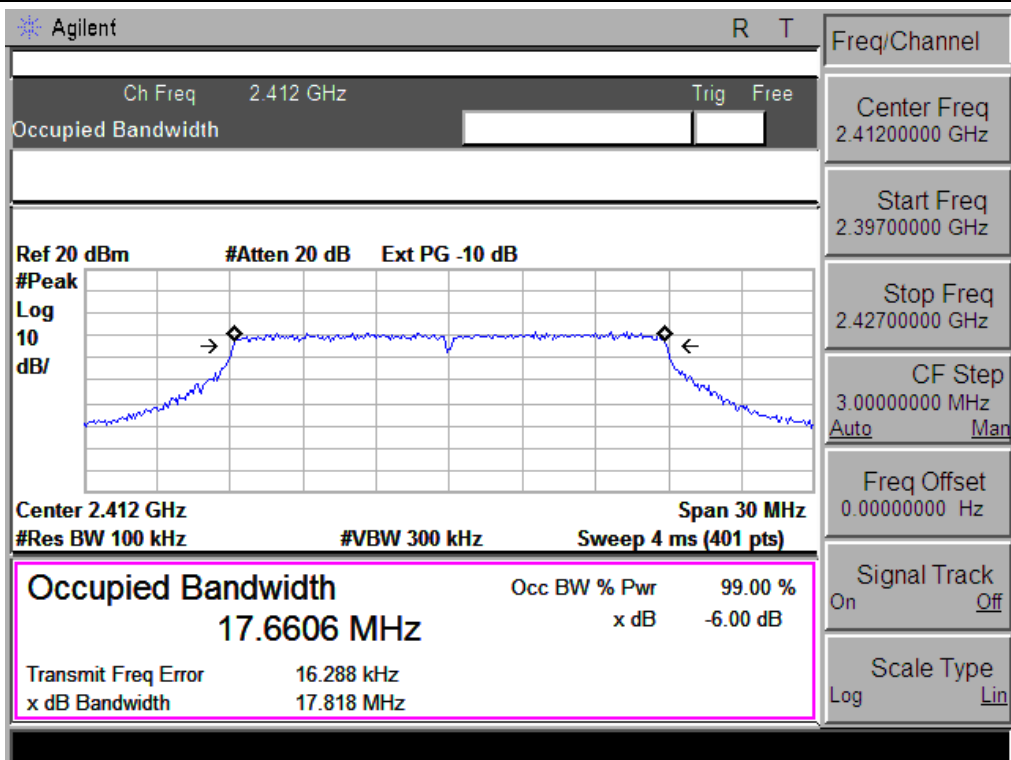 Agilent R T
Ch Freq 2.412 GHz Trig Free
Occupied Bandwidth
Ref 20 dBm #Atten 20 dB Ext PG -10 dB
#Peak
Log
10
dB/
Center 2.412 GHz Span 30 MHz
#Res BW 100 kHz #VBW 300 kHz Sweep 4 ms (401 pts)
Occupied Bandwidth Occ BW % Pwr 99.00 %
17.6606 MHz x dB -6.00 dB
Transmit Freq Error 16.288 kHz
x dB Bandwidth 17.818 MHz
Freq/Channel
Center Freq
2.41200000 GHz
Start Freq
2.39700000 GHz
Stop Freq
2.42700000 GHz
CF Step
3.00000000 MHz
Auto Man
Freq Offset
0.00000000 Hz
Signal Track
On Off
Scale Type
Log Lin